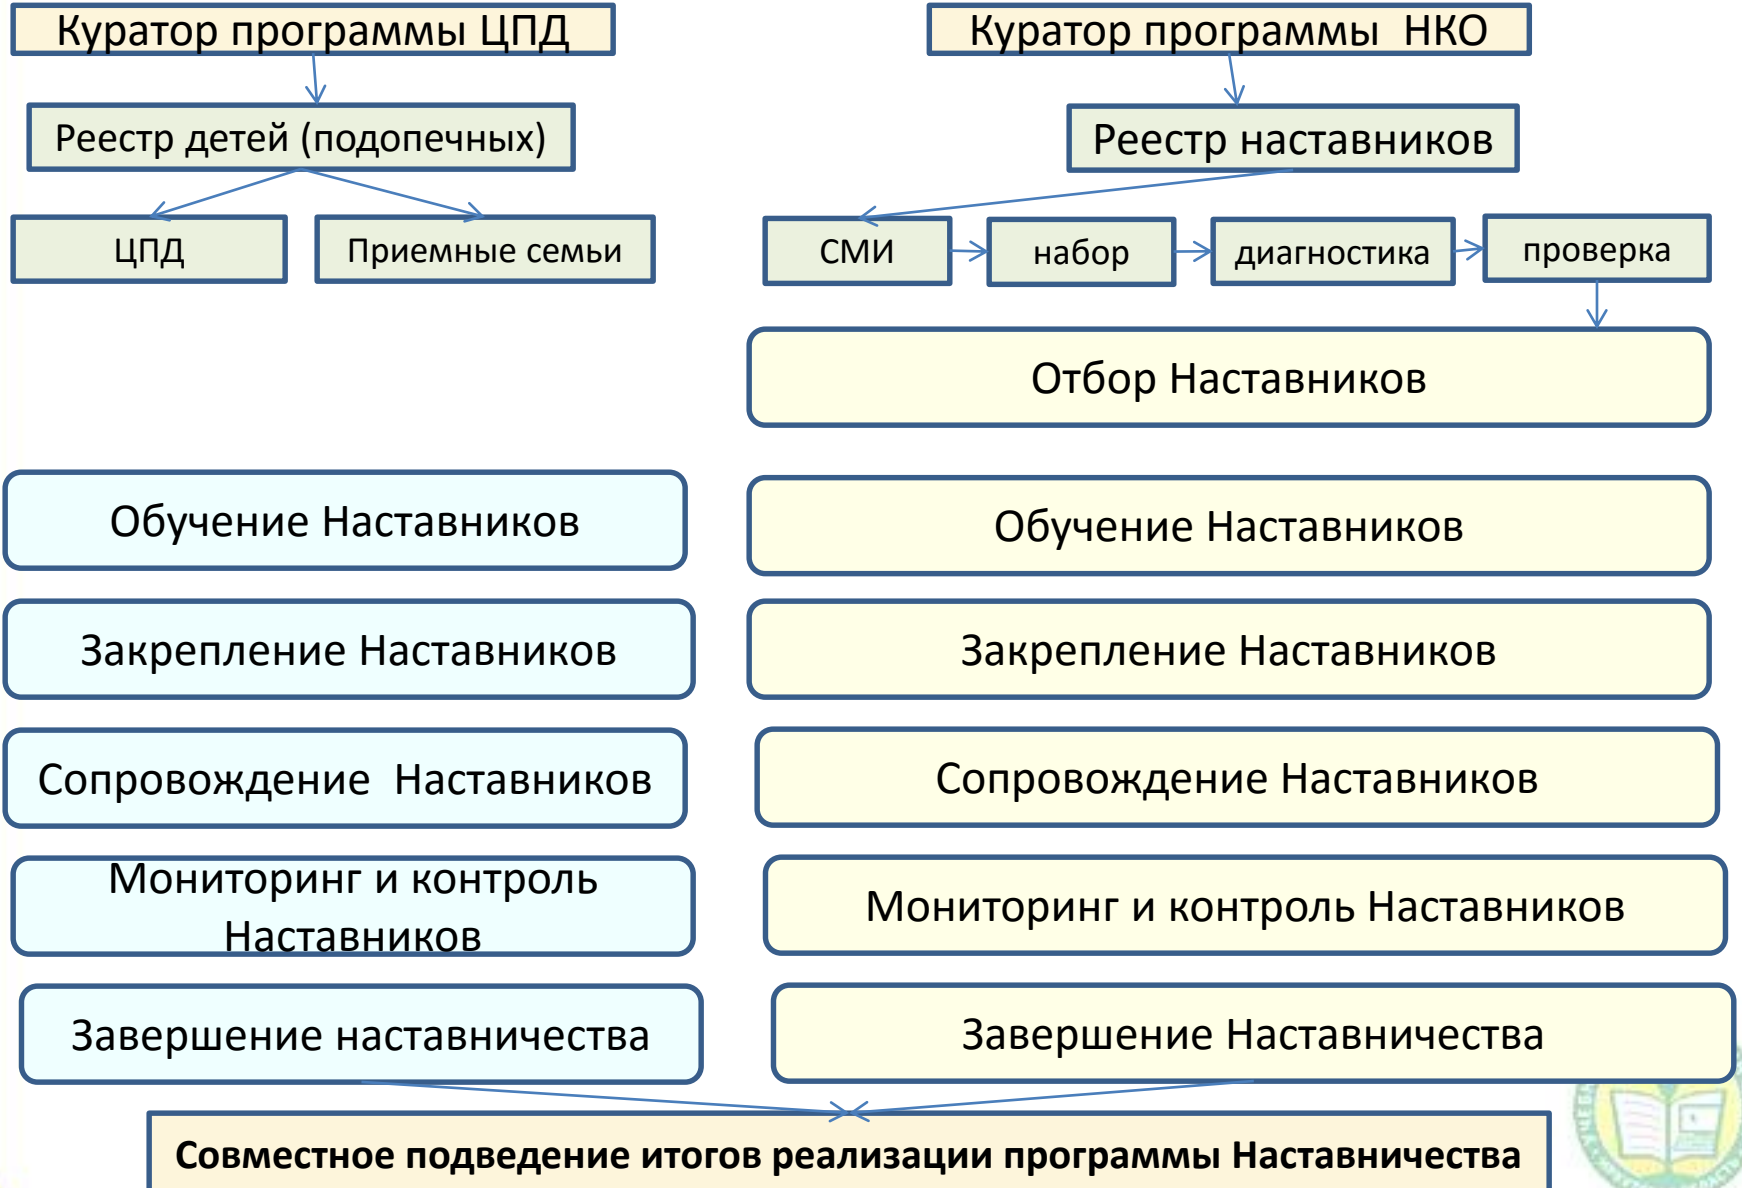 Куратор программы ЦПД
Куратор программы НКО
Реестр детей (подопечных)
Реестр наставников
ЦПД
Приемные семьи
СМИ
набор
диагностика
проверка
Отбор Наставников
Обучение Наставников
Обучение Наставников
Закрепление Наставников
Закрепление Наставников
Сопровождение Наставников
Сопровождение Наставников
Мониторинг и контроль
Наставников
Мониторинг и контроль Наставников
Завершение наставничества
Завершение Наставничества
Совместное подведение итогов реализации программы Наставничества